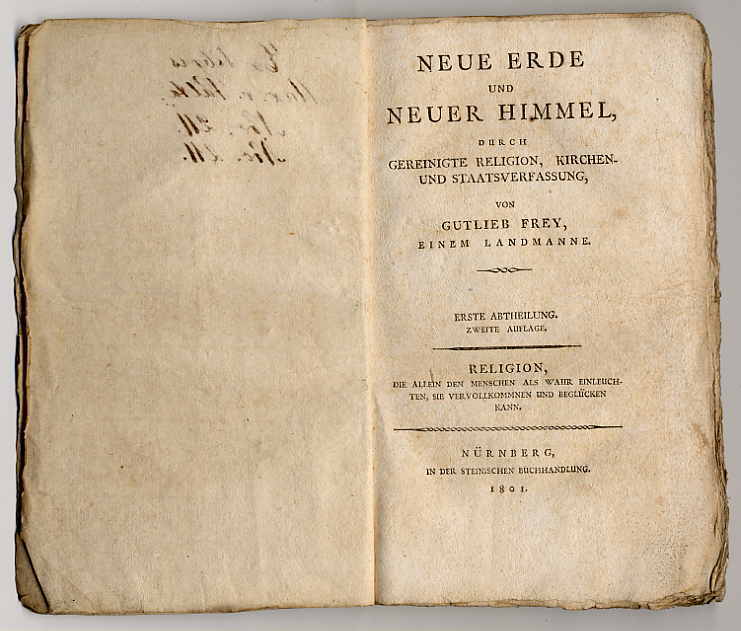 NEUE ERDE
UND
NEUER HIMMEL,
DURCH
GEREINIGTE RELIGION, KIRCHEN-
UND STAATSVERFASSUNG,
VON
GUTLIEB FREY,
EINEM LANDMANNE.
ERSTE ABTHEILUNG.
ZWEITE AUFLAGE.
RELIGION,
DIE ALLEIN DEN MENSCHEN ALS WAHR EINLEUCH-
TEN, SIE VERVOLLKOMMNEN UND BEGLÜCKEN
KANN.
NÜRNBERG,
IN DER STEINISCHEN BUCHHANDLUNG.
1801.